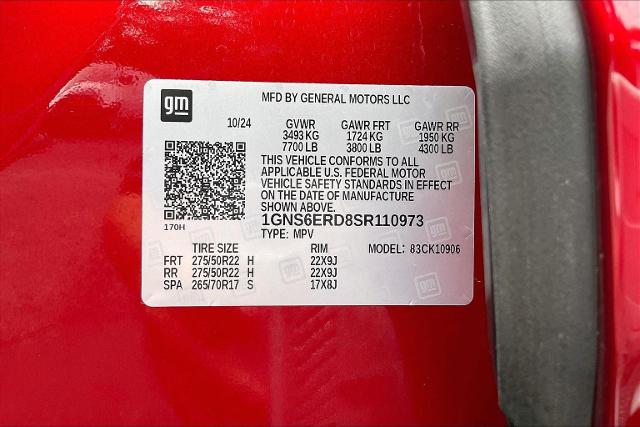 gm
MFD BY GENERAL MOTORS LLC
10/24 GVWR GAWR FRT GAWR RR
3493 KG 1724 KG 1950 KG
7700 LB 3800 LB 4300 LB
THIS VEHICLE CONFORMS TO ALL
APPLICABLE U.S. FEDERAL MOTOR
VEHICLE SAFETY STANDARDS IN EFFECT
ON THE DATE OF MANUFACTURE
SHOWN ABOVE.
170H
1GNS6ERD8SR110973
TYPE: MPV
TIRE SIZE RIM MODEL: 83CK10906
FRT 275/50R22 H 22X9J
RR 275/50R22 H 22X9J
SPA 265/70R17 S 17X8J